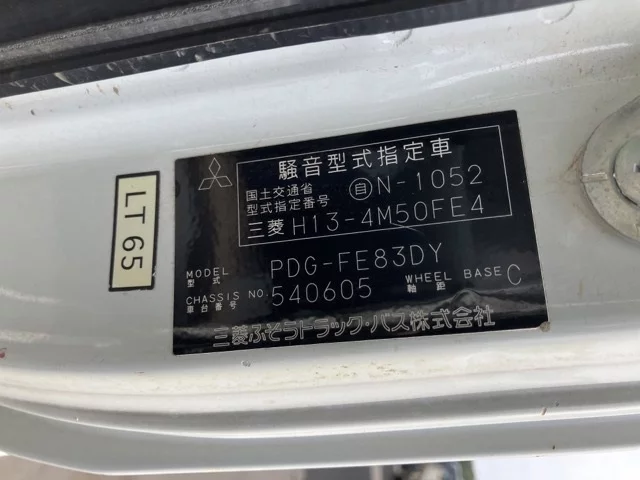 騒音型式指定車
国土交通省
型式指定番号 自N-1052
三菱 H13-4M50FE4
MODEL
型式 PDG-FE83DY
CHASSIS NO.
車台番号 540605 WHEEL BASE
軸距 C
三菱ふそうトラック・バス株式会社
LT 65